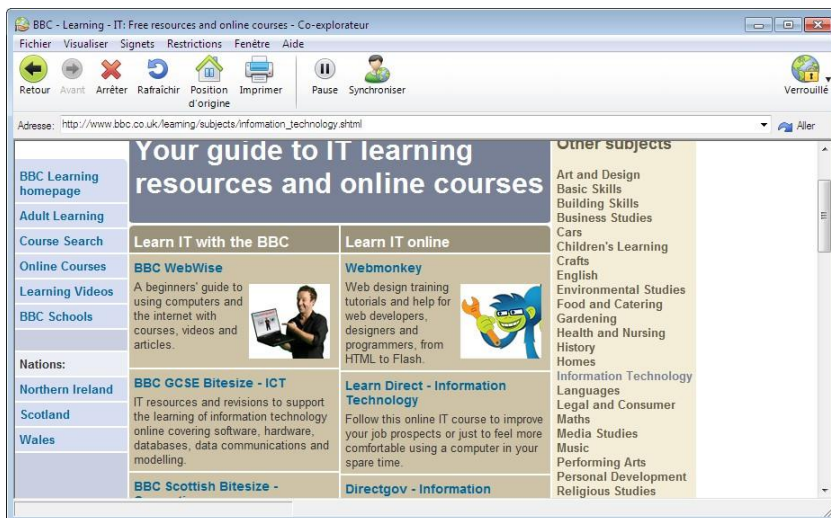 BBC - Learning - IT: Free resources and online courses - Co-explorateur
Fichier Visualiser Signets Restrictions Fenêtre Aide
Retour Avant Arrêter Rafraîchir Position d'origine Imprimer Pause Synchroniser Verrouillé
Adresse: http://www.bbc.co.uk/learning/subjects/information_technology.shtml Aller
BBC Learning
homepage
Adult Learning
Course Search
Online Courses
Learning Videos
BBC Schools
Nations:
Northern Ireland
Scotland
Wales
Your guide to IT learning
resources and online courses
Learn IT with the BBC
BBC WebWise
A beginners' guide to
using computers and
the internet with
courses, videos and
articles.
BBC GCSE Bitesize - ICT
IT resources and revisions to support
the learning of information technology
online covering software, hardware,
databases, data communications and
modelling.
BBC Scottish Bitesize -
Learn IT online
Webmonkey
Web design training
tutorials and help for
web developers,
designers and
programmers, from
HTML to Flash.
Learn Direct - Information
Technology
Follow this online IT course to improve
your job prospects or just to feel more
comfortable using a computer in your
spare time.
Directgov - Information
Other subjects
Art and Design
Basic Skills
Building Skills
Business Studies
Cars
Children's Learning
Crafts
English
Environmental Studies
Food and Catering
Gardening
Health and Nursing
History
Homes
Information Technology
Languages
Legal and Consumer
Maths
Media Studies
Music
Performing Arts
Personal Development
Religious Studies